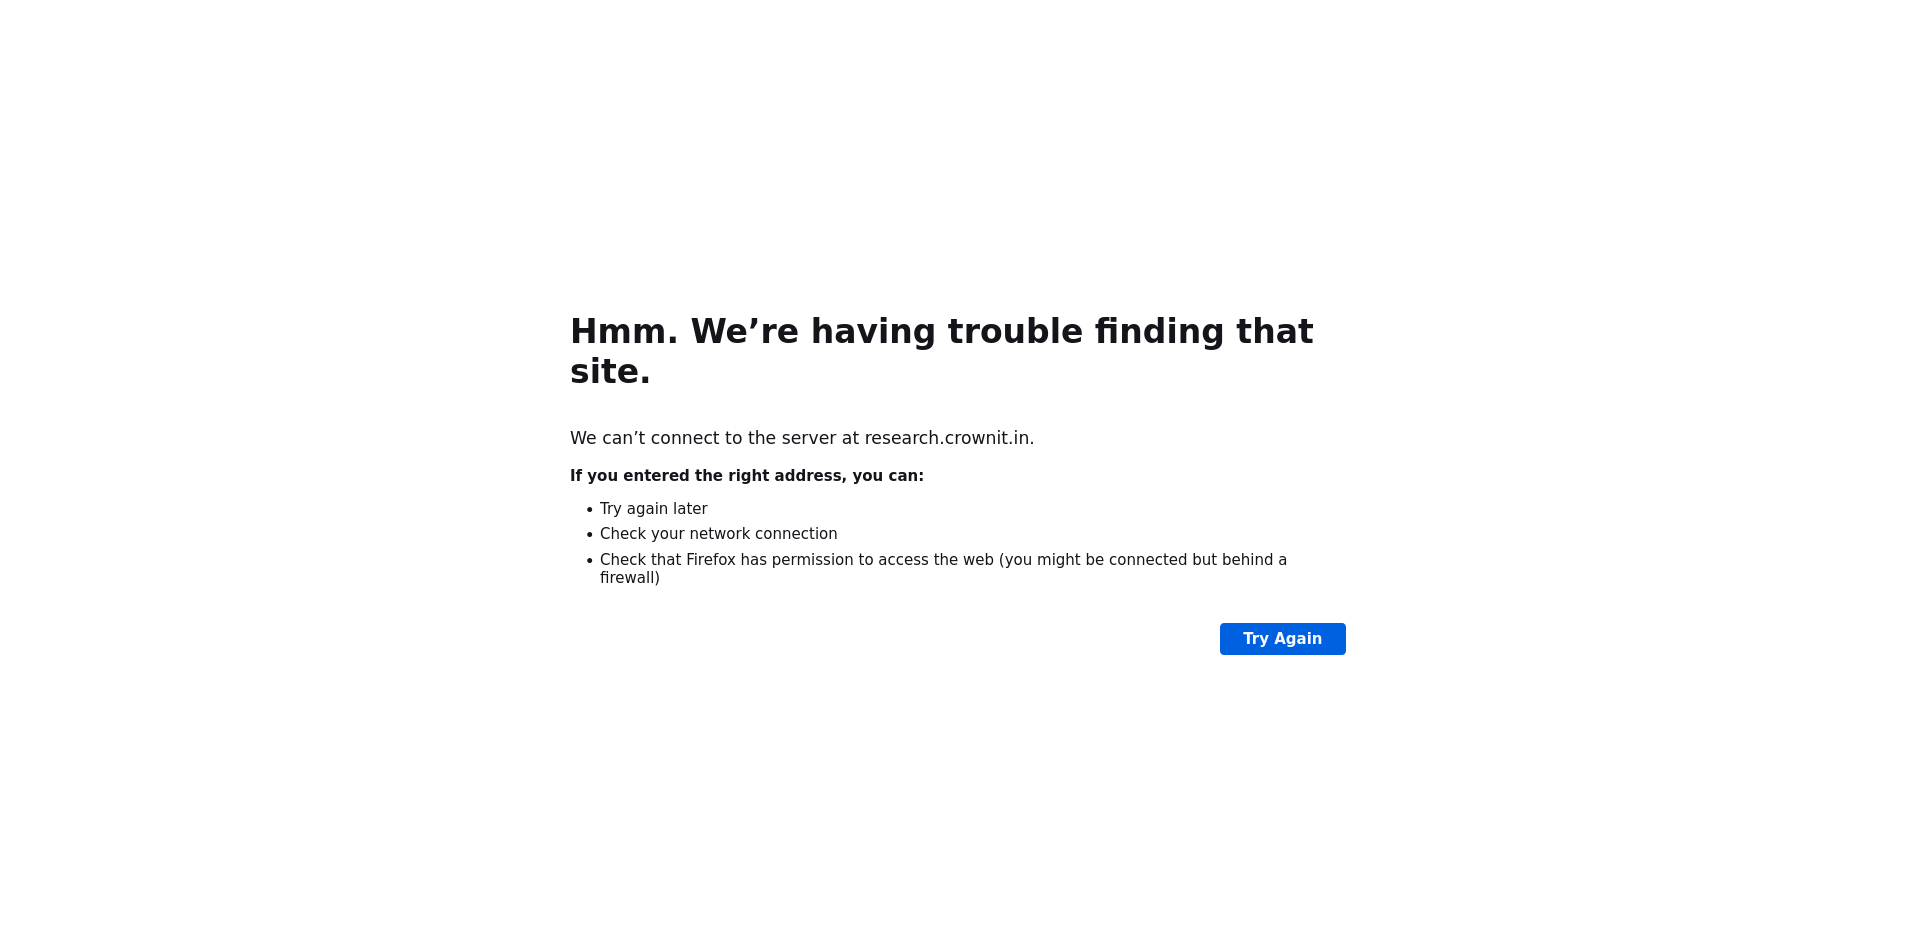 Hmm. We’re having trouble finding that
site.
We can’t connect to the server at research.crownit.in.
If you entered the right address, you can:
• Try again later
• Check your network connection
• Check that Firefox has permission to access the web (you might be connected but behind a
firewall)
Try Again